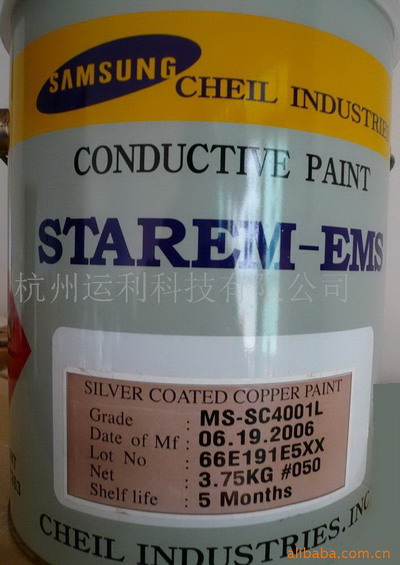 SAMSUNG
CHEIL INDUSTRIES
CONDUCTIVE PAINT
STAREM-EMS
杭州运利科技有限公司
SILVER COATED COPPER PAINT
Grade : MS-SC4001L
Date of Mf : 06.19.2006
Lot No : 66E191E5XX
Net : 3.75KG #050
Shelf life : 5 Months
CHEIL INDUSTRIES.INC
alibaba.com.cn